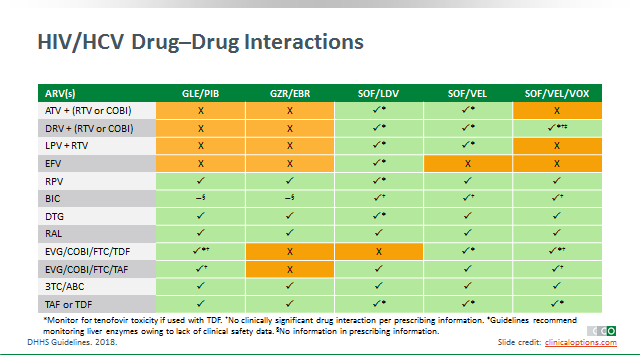 HIV/HCV Drug–Drug Interactions
ARV(s) GLE/PIB GZR/EBR SOF/LDV SOF/VEL SOF/VEL/VOX
ATV + (RTV or COBI) X X ✓* ✓* X
DRV + (RTV or COBI) X X ✓* ✓* ✓*†‡
LPV + RTV X X ✓* ✓* X
EFV X X ✓* X X
RPV ✓ ✓ ✓* ✓ ✓
BIC –§ –§ ✓† ✓† ✓†
DTG ✓ ✓ ✓* ✓ ✓
RAL ✓ ✓ ✓ ✓ ✓
EVG/COBI/FTC/TDF ✓*† X X ✓* ✓*†
EVG/COBI/FTC/TAF ✓† X ✓ ✓ ✓†
3TC/ABC ✓ ✓ ✓ ✓ ✓
TAF or TDF ✓ ✓ ✓* ✓* ✓*
*Monitor for tenofovir toxicity if used with TDF. †No clinically significant drug interaction per prescribing information. ‡Guidelines recommend
monitoring liver enzymes owing to lack of clinical safety data. §No information in prescribing information.
CCO
DHHS Guidelines. 2018. Slide credit: clinicaloptions.com